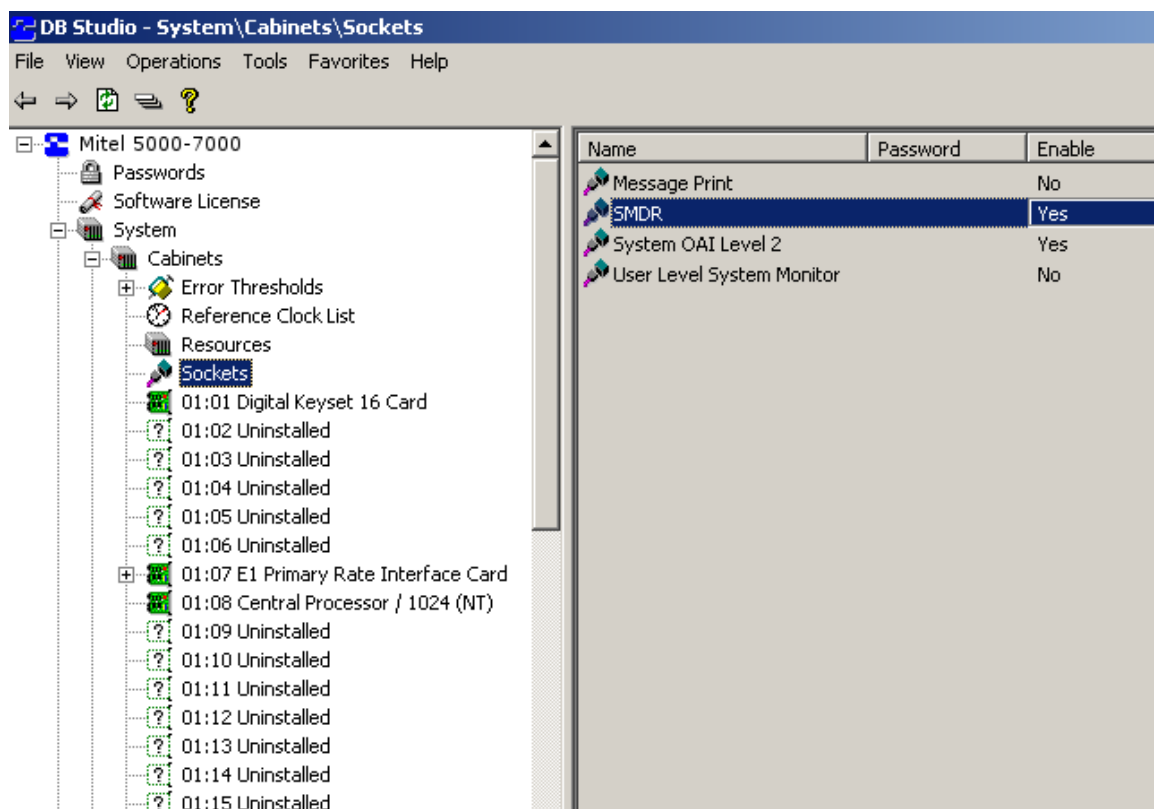 DB Studio - System\Cabinets\Sockets
File View Operations Tools Favorites Help
Mitel 5000-7000
Passwords
Software License
System
Cabinets
Error Thresholds
Reference Clock List
Resources
Sockets
01:01 Digital Keyset 16 Card
01:02 Uninstalled
01:03 Uninstalled
01:04 Uninstalled
01:05 Uninstalled
01:06 Uninstalled
01:07 E1 Primary Rate Interface Card
01:08 Central Processor / 1024 (NT)
01:09 Uninstalled
01:10 Uninstalled
01:11 Uninstalled
01:12 Uninstalled
01:13 Uninstalled
01:14 Uninstalled
01:15 Uninstalled
Name Password Enable
Message Print No
SMDR Yes
System OAI Level 2 Yes
User Level System Monitor No